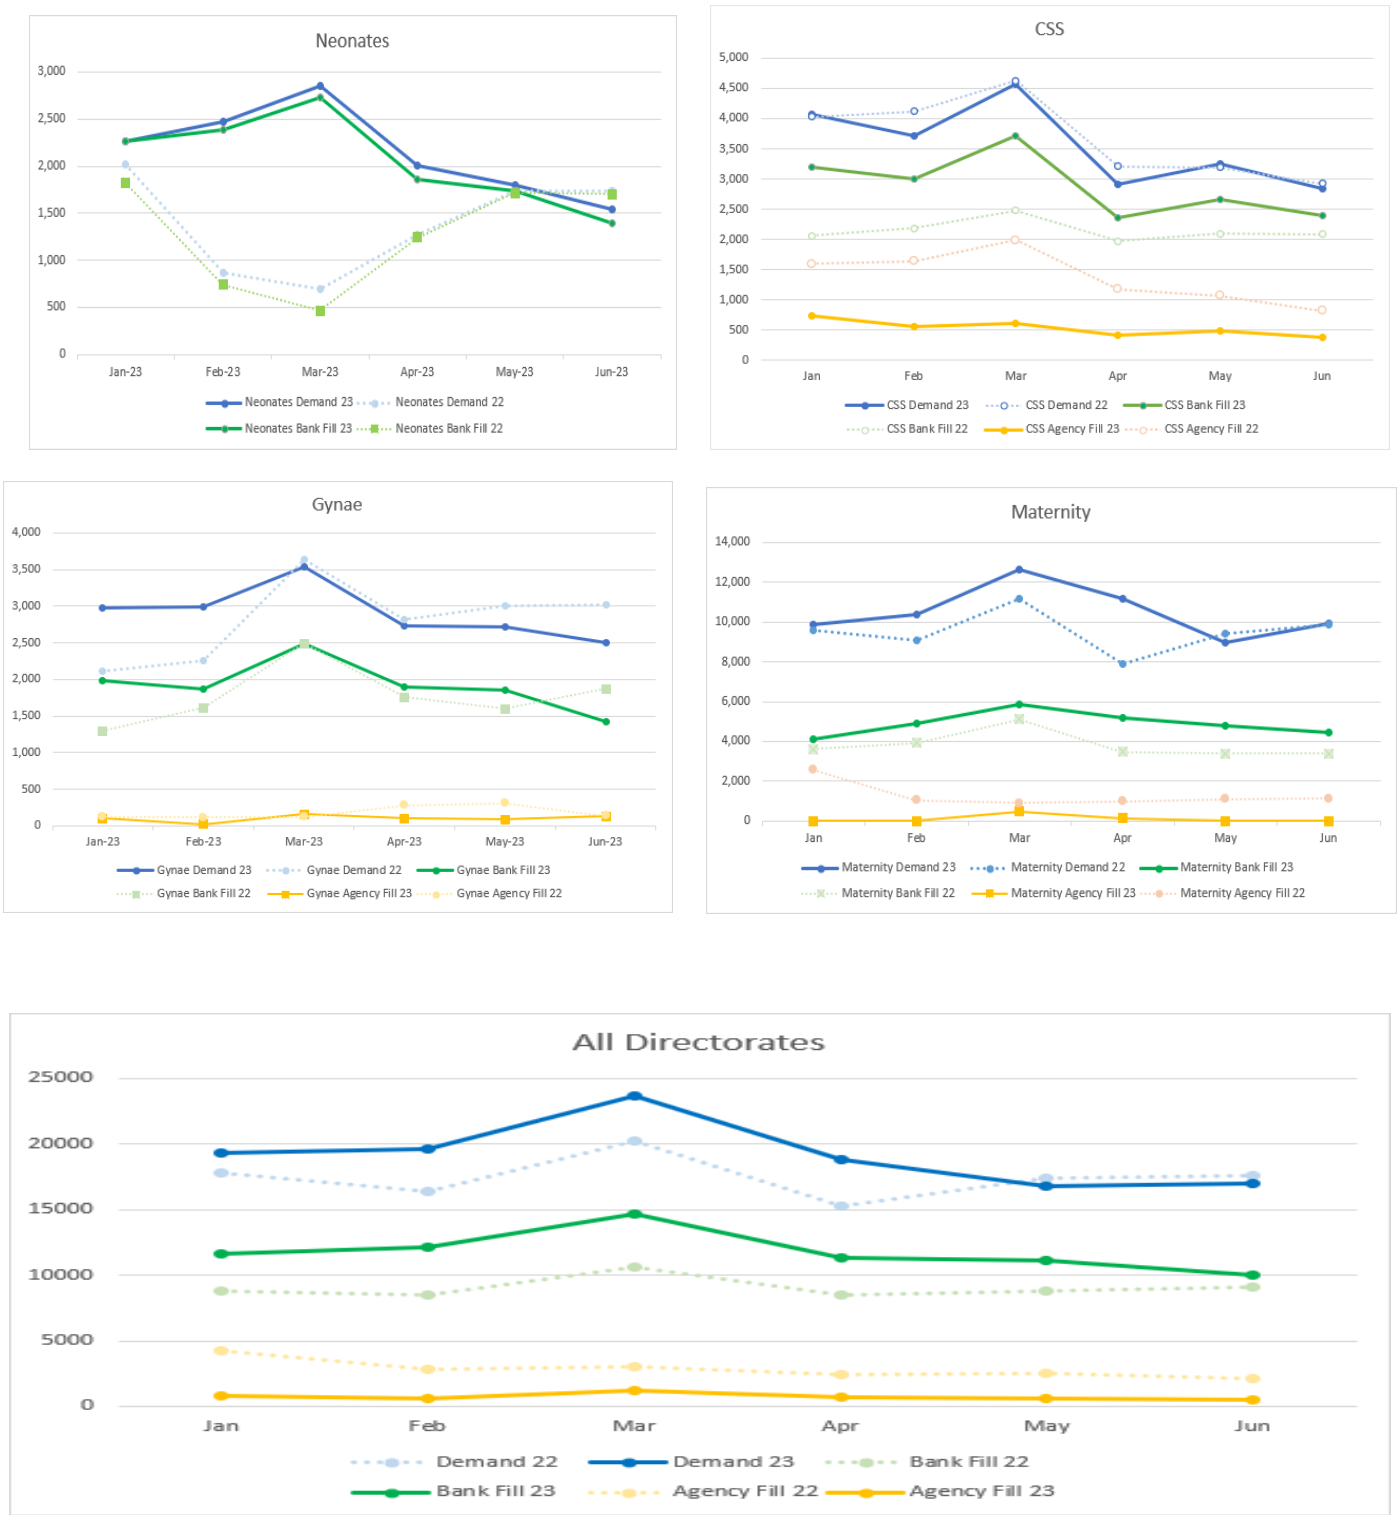 Neonates
3,000
2,500
2,000
1,500
1,000
500
0
Jan-23 Feb-23 Mar-23 Apr-23 May-23 Jun-23
Neonates Demand 23 Neonates Demand 22
Neonates Bank Fill 23 Neonates Bank Fill 22
CSS
5,000
4,500
4,000
3,500
3,000
2,500
2,000
1,500
1,000
500
0
Jan Feb Mar Apr May Jun
CSS Demand 23 CSS Demand 22 CSS Bank Fill 23
CSS Bank Fill 22 CSS Agency Fill 23 CSS Agency Fill 22
Gynae
4,000
3,500
3,000
2,500
2,000
1,500
1,000
500
0
Jan-23 Feb-23 Mar-23 Apr-23 May-23 Jun-23
Gynae Demand 23 Gynae Demand 22 Gynae Bank Fill 23
Gynae Bank Fill 22 Gynae Agency Fill 23 Gynae Agency Fill 22
Maternity
14,000
12,000
10,000
8,000
6,000
4,000
2,000
0
Jan Feb Mar Apr May Jun
Maternity Demand 23 Maternity Demand 22 Maternity Bank Fill 23
Maternity Bank Fill 22 Maternity Agency Fill 23 Maternity Agency Fill 22
All Directorates
25000
20000
15000
10000
5000
0
Jan Feb Mar Apr May Jun
Demand 22 Demand 23 Bank Fill 22
Bank Fill 23 Agency Fill 22 Agency Fill 23